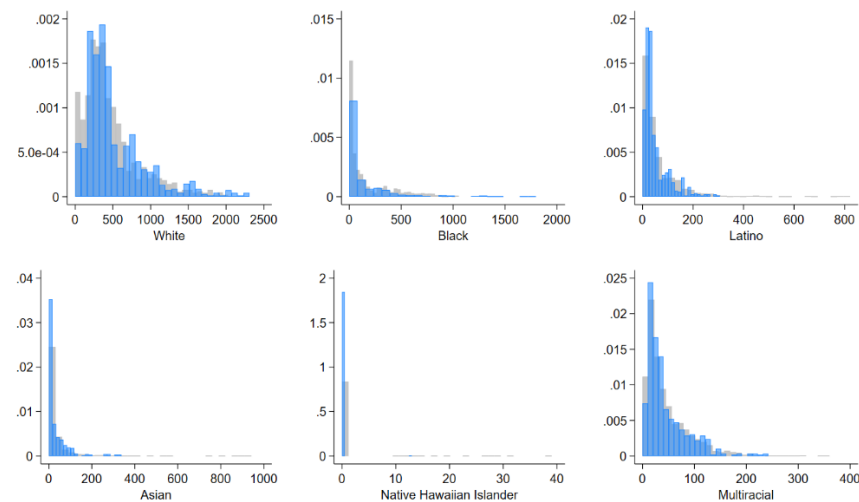 .002
.0015
.001
5.0e-04
0
0 500 1000 1500 2000 2500
White
.015
.01
.005
0
0 500 1000 1500 2000
Black
.02
.015
.01
.005
0
0 200 400 600 800
Latino
.04
.03
.02
.01
0
0 200 400 600 800 1000
Asian
2
1.5
1
.5
0
0 10 20 30 40
Native Hawaiian Islander
.025
.02
.015
.01
.005
0
0 100 200 300 400
Multiracial